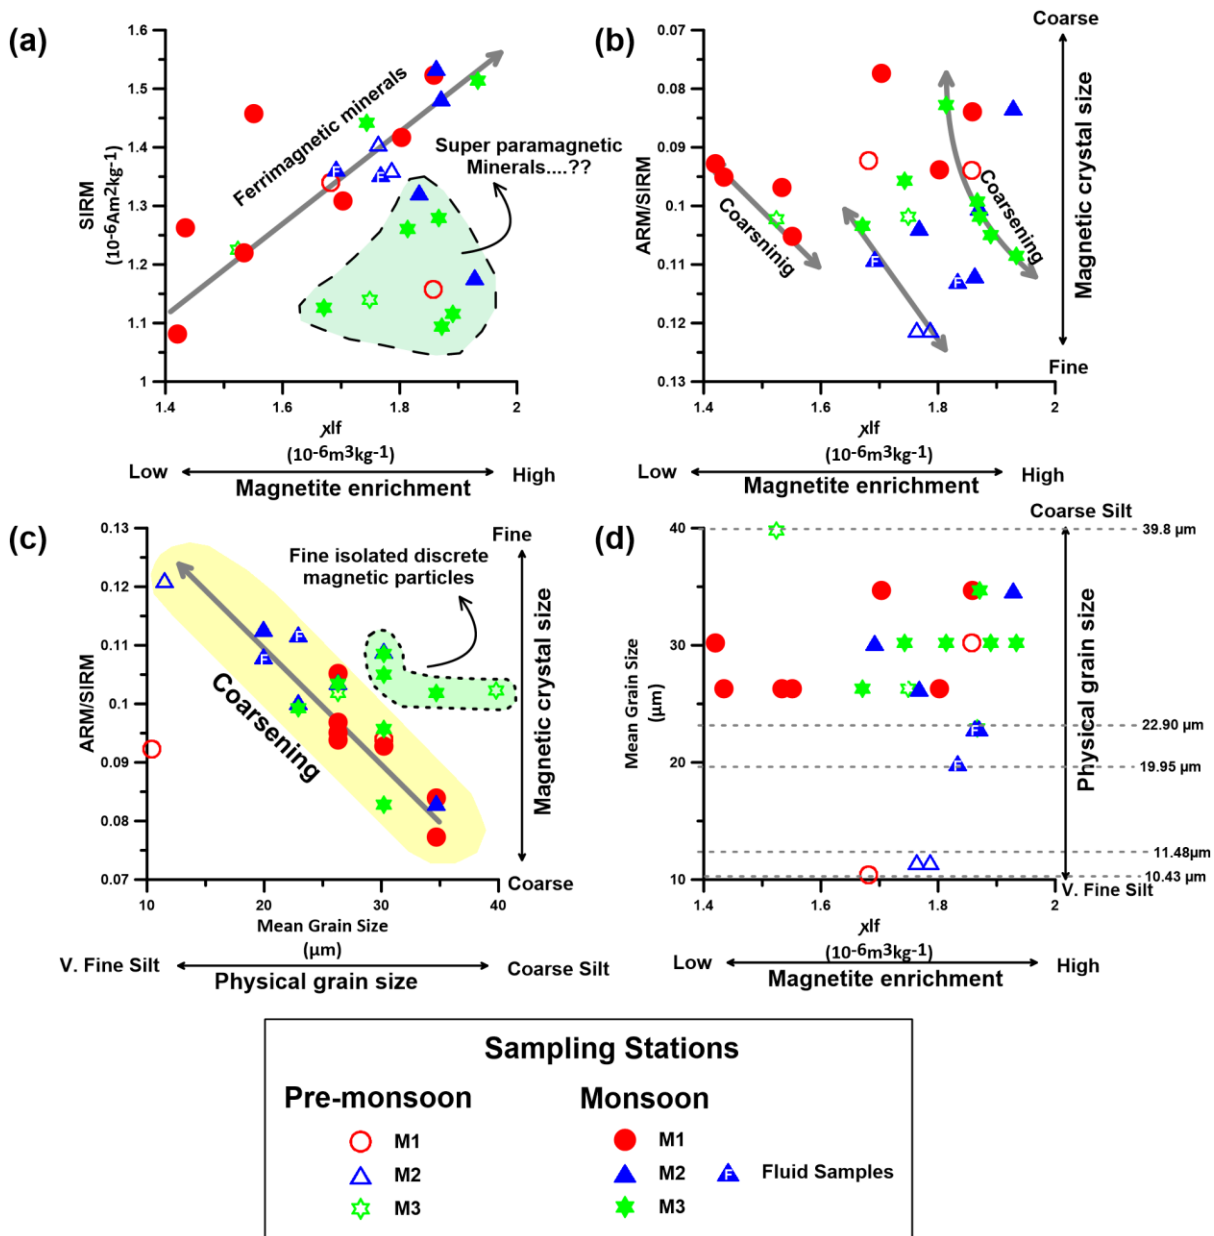 (a)
1.6
1.5
1.4
1.3
1.2
1.1
1
SIRM
(10-6Am2kg-1)
Ferrimagnetic minerals
Super paramagnetic
Minerals....??
1.4 1.6 1.8 2
χlf
(10-6m3kg-1)
Low High
Magnetite enrichment
(b)
0.07
0.08
0.09
0.1
0.11
0.12
0.13
ARM/SIRM
Coarsninig
Coarsening
Coarse
Magnetic crystal size
Fine
1.4 1.6 1.8 2
χlf
(10-6m3kg-1)
Low High
Magnetite enrichment
(c)
0.13
0.12
0.11
0.1
0.09
0.08
0.07
ARM/SIRM
Coarsening
Fine isolated discrete
magnetic particles
Fine
Magnetic crystal size
Coarse
10 20 30 40
Mean Grain Size
(μm)
V. Fine Silt Coarse Silt
Physical grain size
(d)
40
30
20
10
Mean Grain Size
(μm)
F
F
F
F
F
F
F
F
Coarse Silt
Physical grain size
V. Fine Silt
39.8 μm
22.90 μm
19.95 μm
11.48μm
10.43 μm
1.4 1.6 1.8 2
χlf
(10-6m3kg-1)
Low High
Magnetite enrichment
Sampling Stations
Pre-monsoon Monsoon
M1 M1
M2 M2 F Fluid Samples
M3 M3